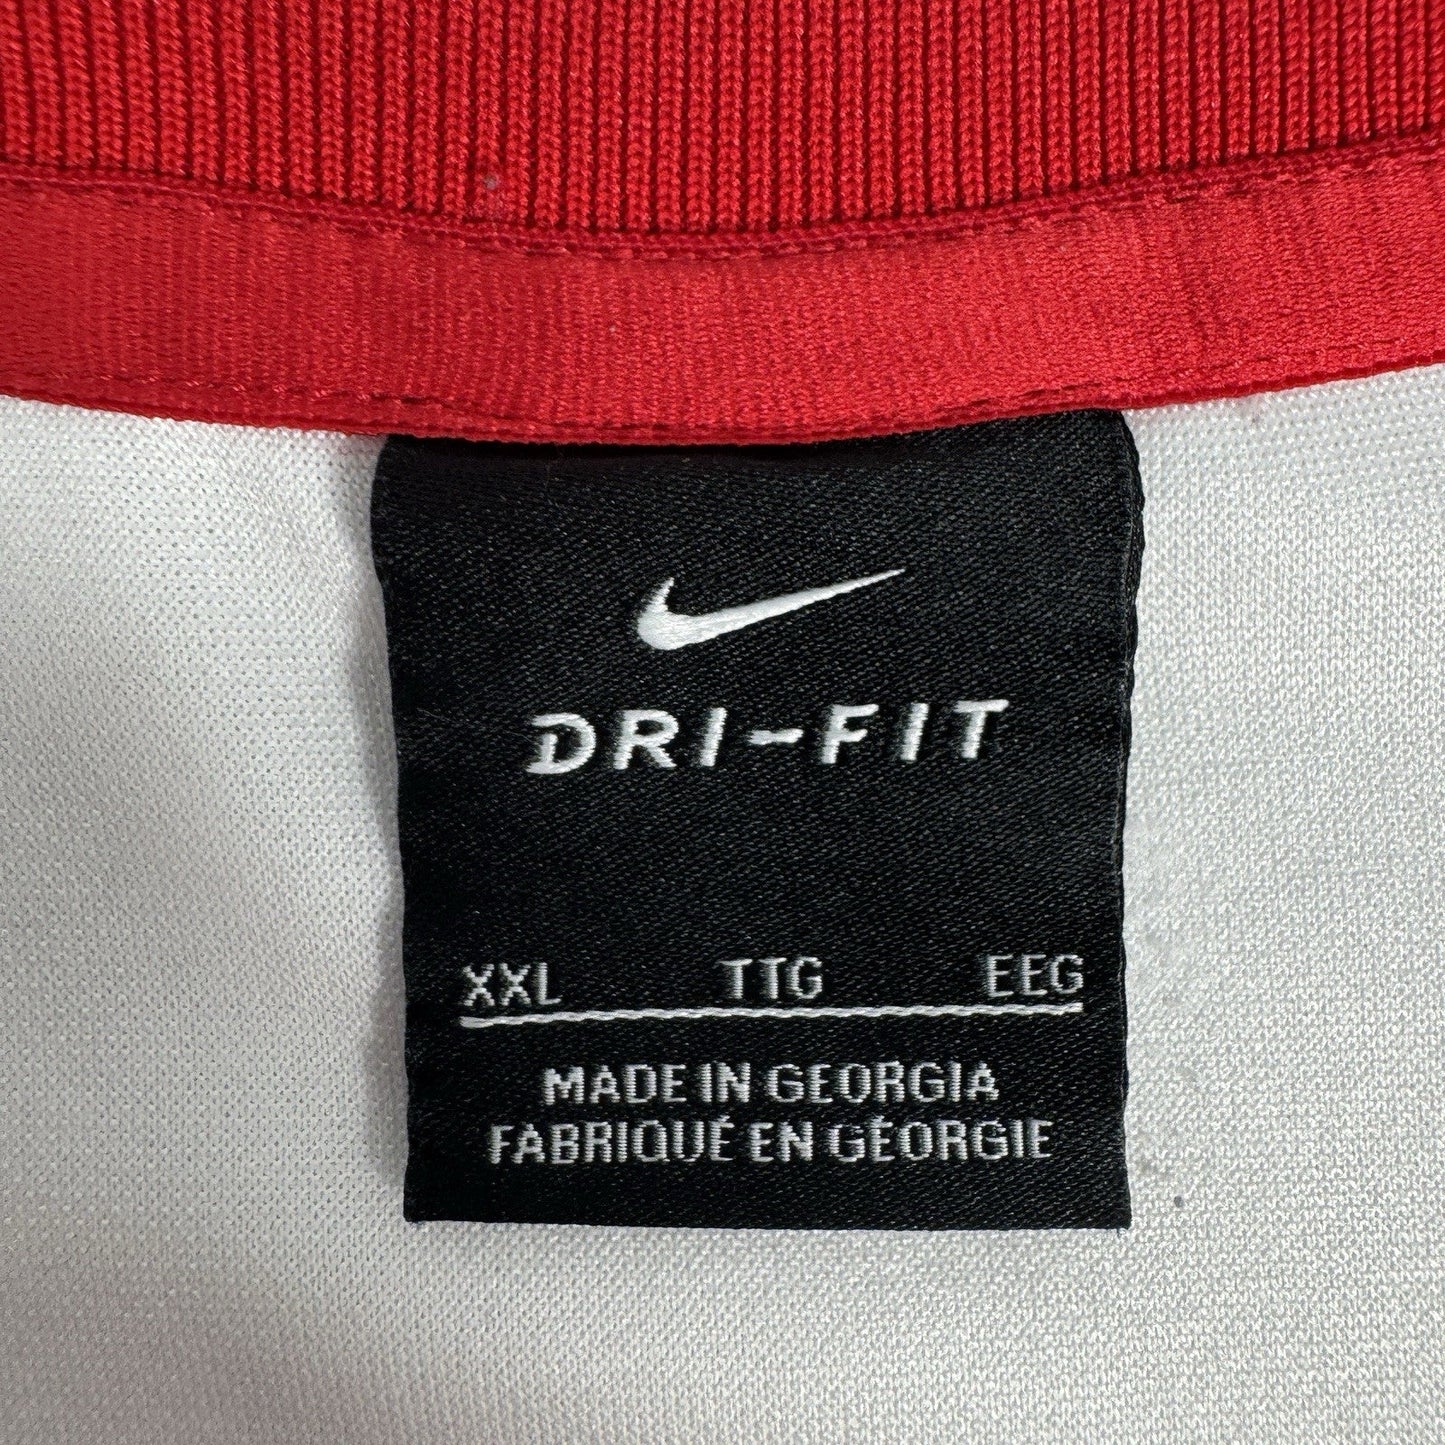 DRI-FIT
XXL TTG EEG
MADE IN GEORGIA
FABRIQUÉ EN GÉORGIE